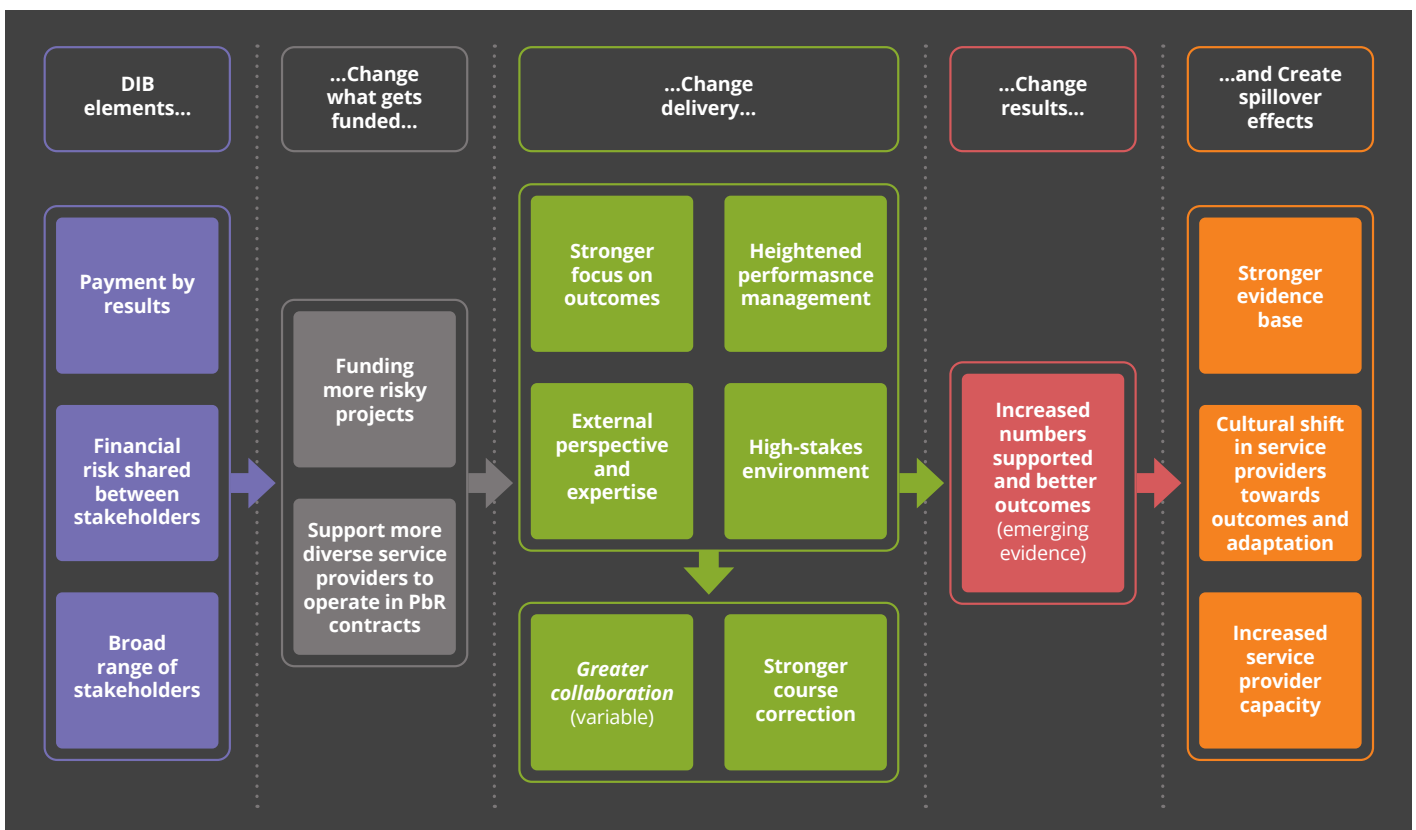 DIB
elements...
...Change
what gets
funded...
...Change
delivery...
...Change
results...
...and Create
spillover
effects
Payment by
results
Financial
risk shared
between
stakeholders
Broad
range of
stakeholders
Funding
more risky
projects
Support more
diverse service
providers to
operate in PbR
contracts
Stronger
focus on
outcomes
Heightened
performasnce
management
External
perspective
and
expertise
High-stakes
environment
Greater
collaboration
(variable)
Stronger
course
correction
Increased
numbers
supported
and better
outcomes
(emerging
evidence)
Stronger
evidence
base
Cultural shift
in service
providers
towards
outcomes and
adaptation
Increased
service
provider
capacity